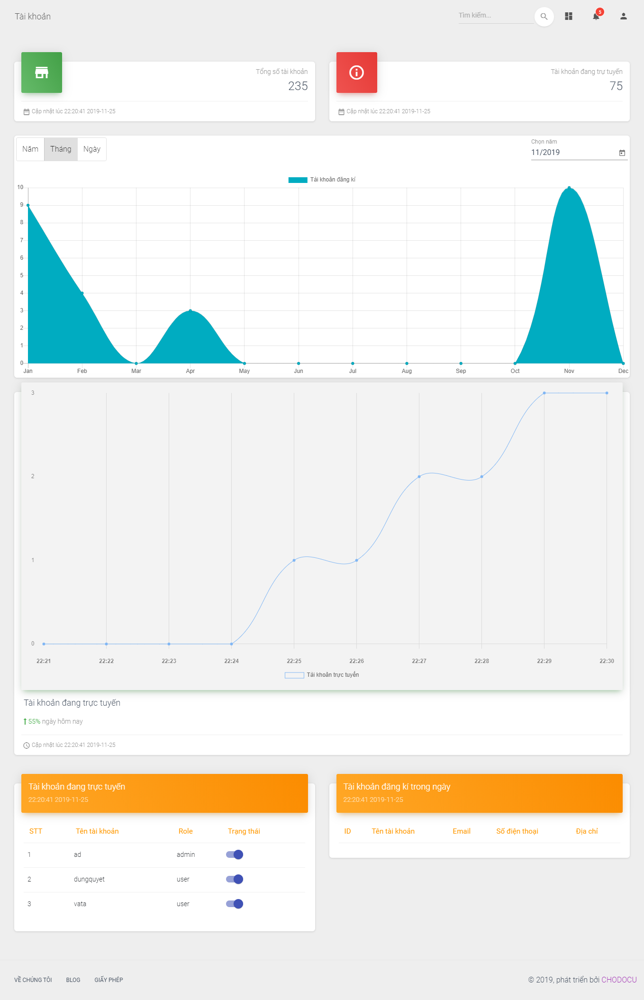 Tài khoản
Tìm kiếm...
5
Tổng số tài khoản
235
Cập nhật lúc 22:20:41 2019-11-25
Tài khoản đang trự tuyến
75
Cập nhật lúc 22:20:41 2019-11-25
Năm Tháng Ngày
Chọn năm
11/2019
Tài khoản đăng kí
10
9
8
7
6
5
4
3
2
1
0
Jan Feb Mar Apr May Jun Jul Aug Sep Oct Nov Dec
3
2
1
0
22:21 22:22 22:23 22:24 22:25 22:26 22:27 22:28 22:29 22:30
Tài khoản trực tuyến
Tài khoản đang trực tuyến
55% ngày hôm nay
Cập nhật lúc 22:20:41 2019-11-25
Tài khoản đang trực tuyến
22:20:41 2019-11-25
STT Tên tài khoản Role Trạng thái
1 ad admin
2 dungquyet user
3 vata user
Tài khoản đăng kí trong ngày
22:20:41 2019-11-25
ID Tên tài khoản Email Số điện thoại Địa chỉ
VỀ CHÚNG TÔI BLOG GIẤY PHÉP
© 2019, phát triển bởi CHODOCU